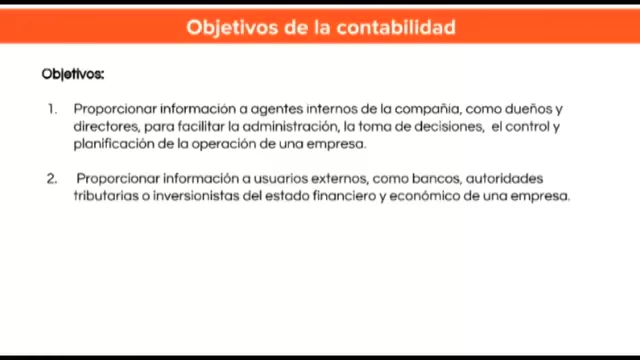 Objetivos de la contabilidad
Objetivos:
1. Proporcionar información a agentes internos de la compañia, como dueños y
directores, para facilitar la administración, la toma de decisiones, el control y
planificación de la operación de una empresa.
2. Proporcionar información a usuarios externos, como bancos, autoridades
tributarias o inversionistas del estado financiero y económico de una empresa.